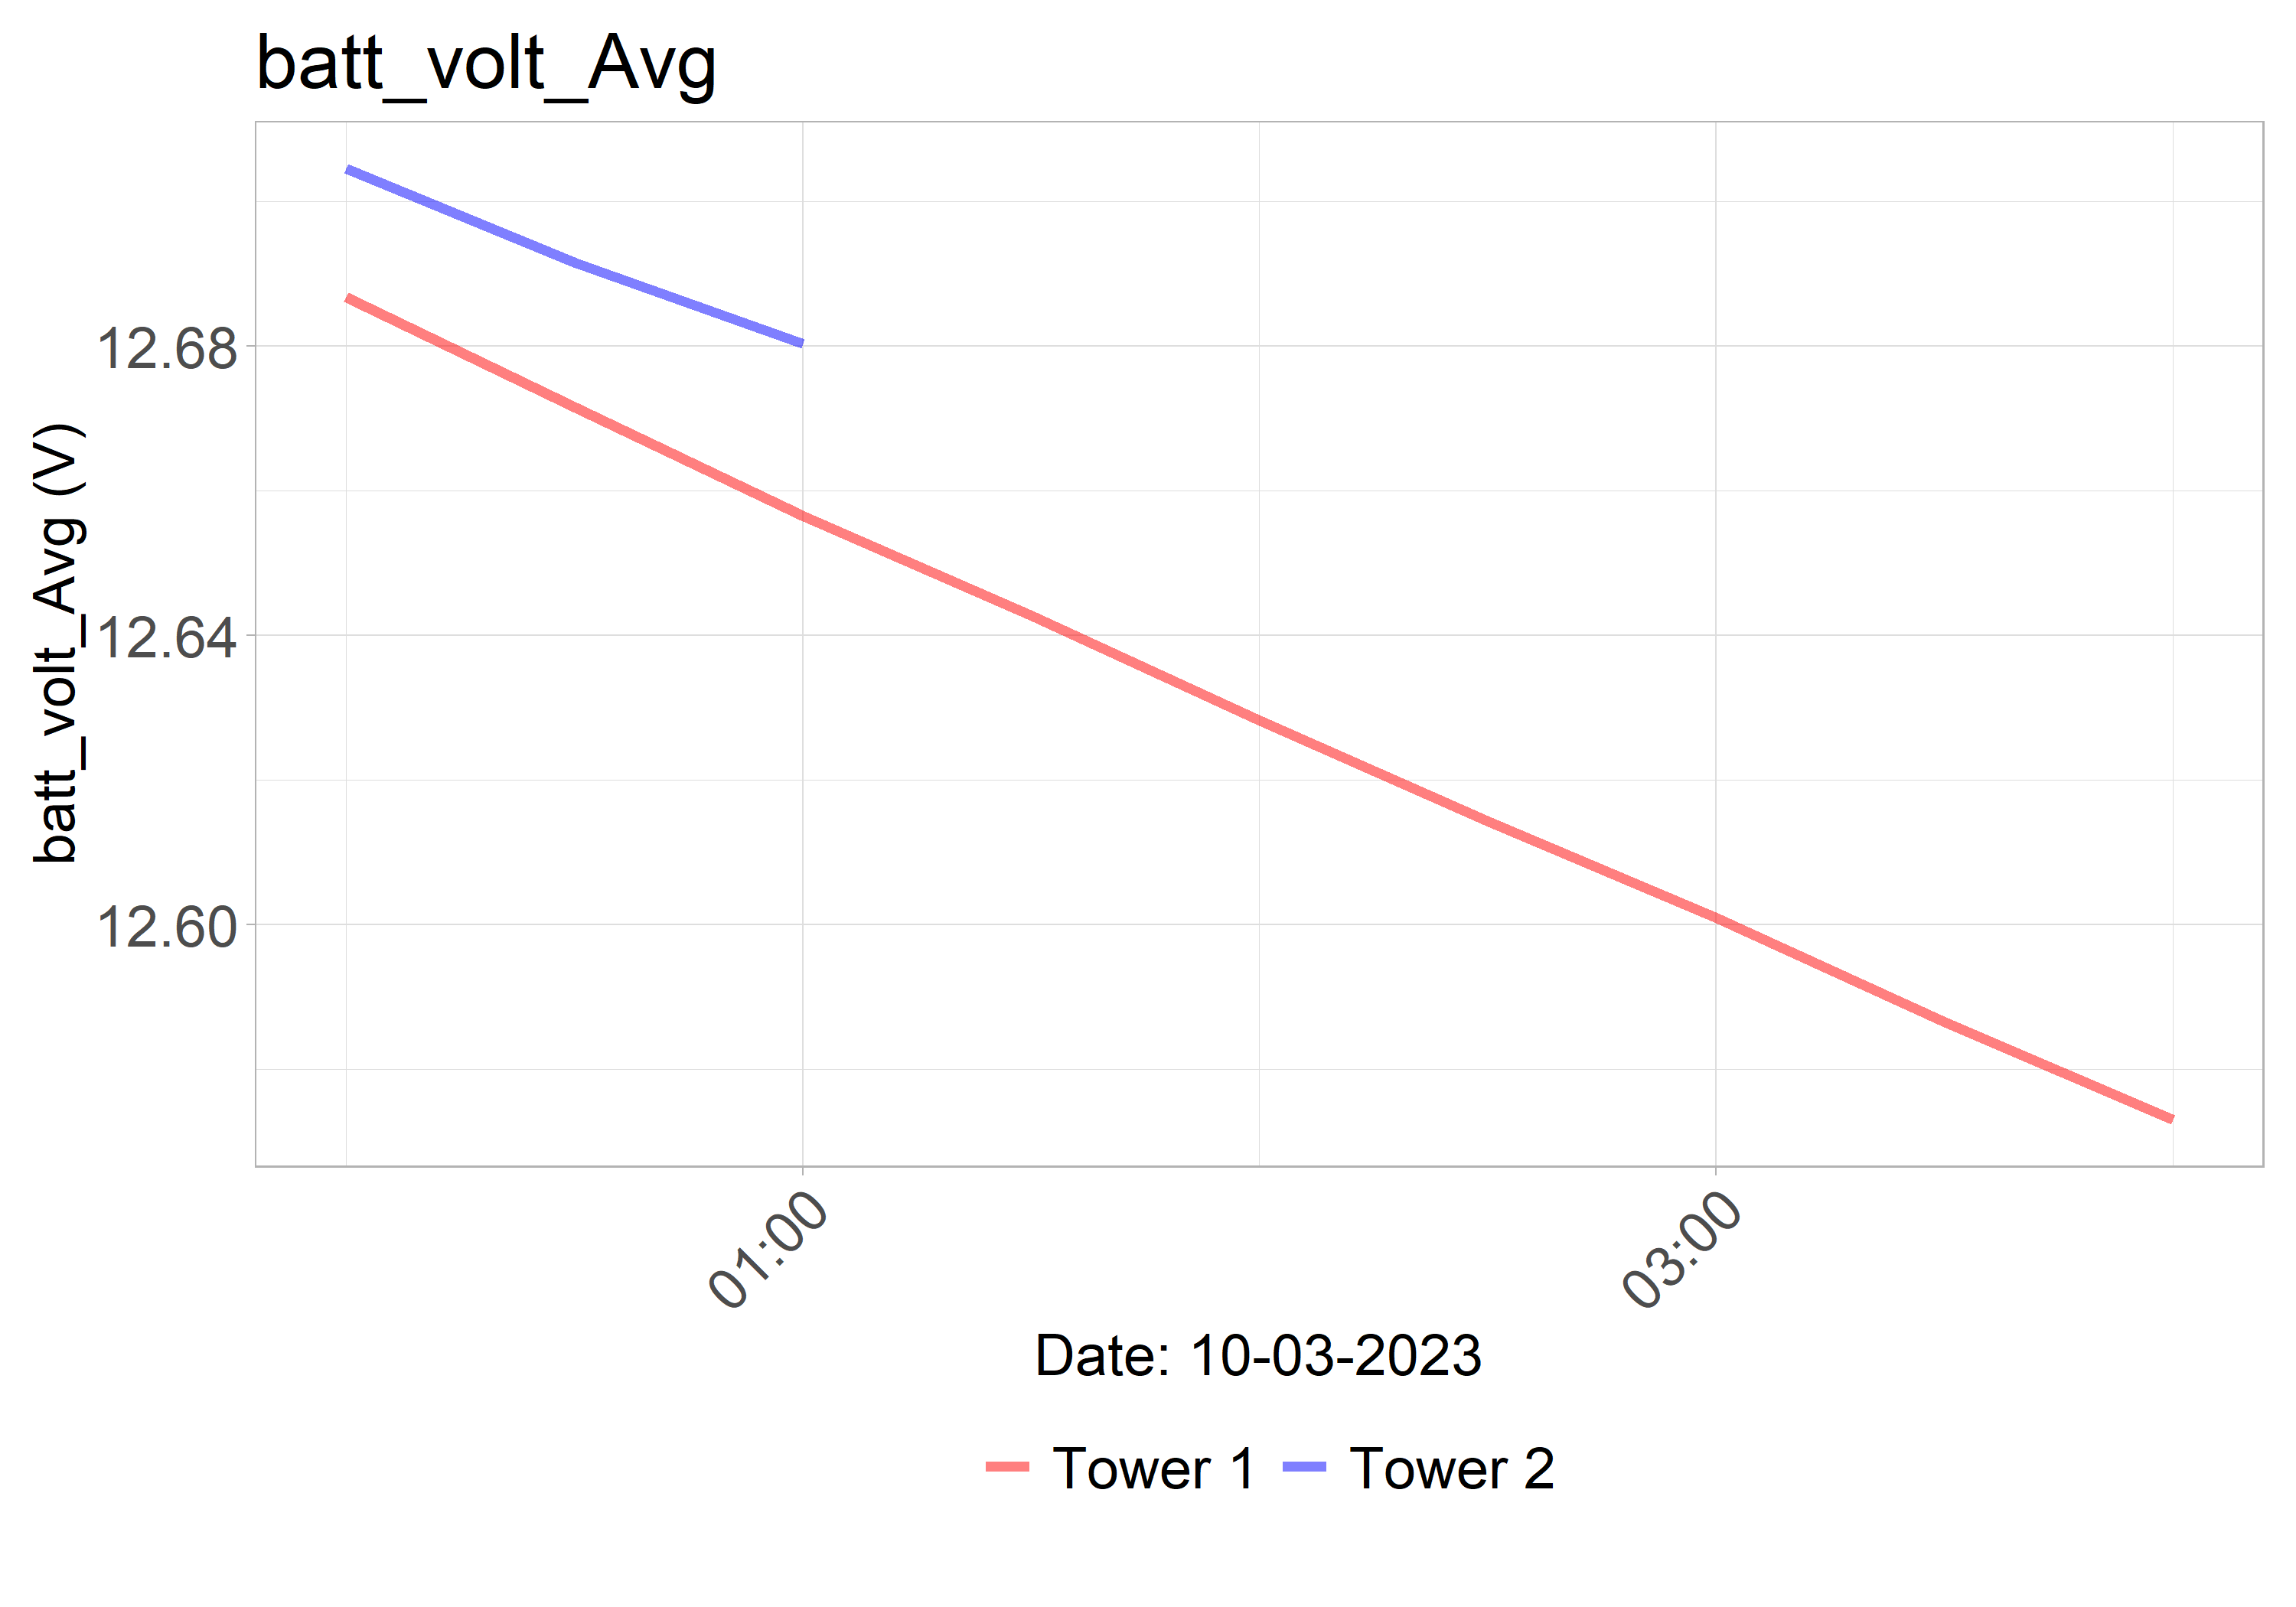 batt_volt_Avg
batt_volt_Avg (V)
12.68
12.64
12.60
01:00
03:00
Date: 10-03-2023
Tower 1
Tower 2